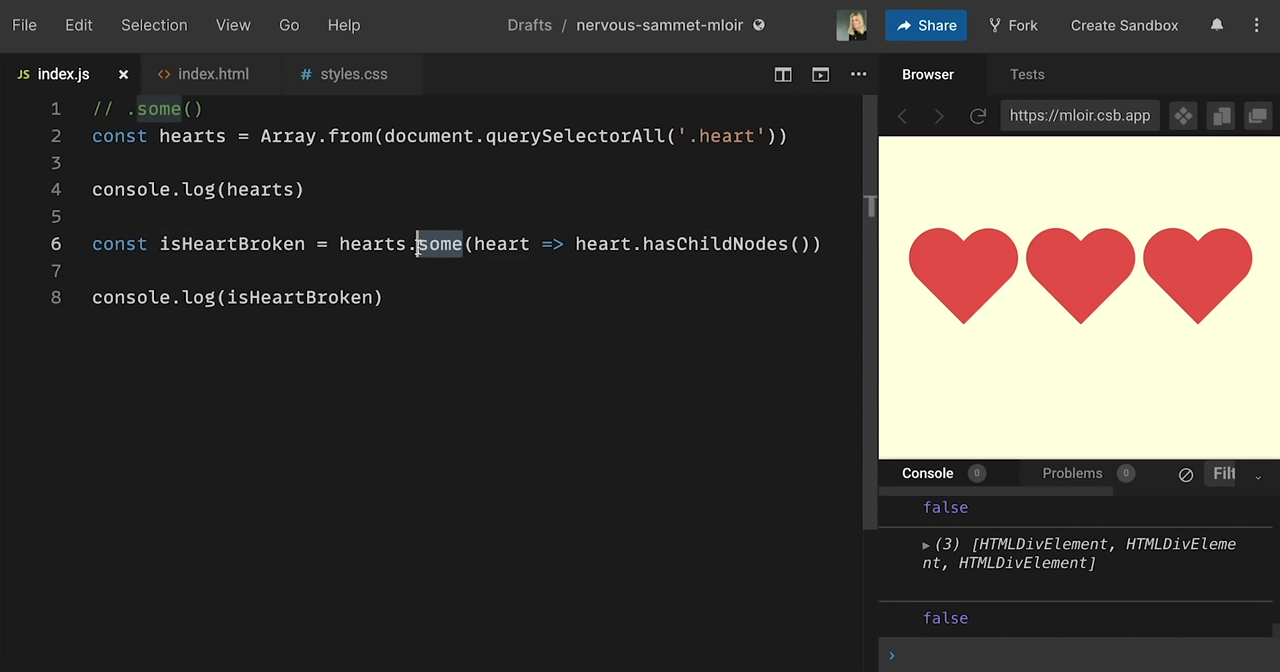 File Edit Selection View Go Help Drafts / nervous-sammet-mloir Share Fork Create Sandbox
JS index.js × <> index.html # styles.css ••• Browser Tests
https://mloir.csb.app
1 // .some()
2 const hearts = Array.from(document.querySelectorAll('.heart'))
3
4 console.log(hearts)
5
6 const isHeartBroken = hearts.some(heart => heart.hasChildNodes())
7
8 console.log(isHeartBroken)
T
Console 0 Problems 0 Filt
false
▶ (3) [HTMLDivElement, HTMLDivEleme
nt, HTMLDivElement]
false
›